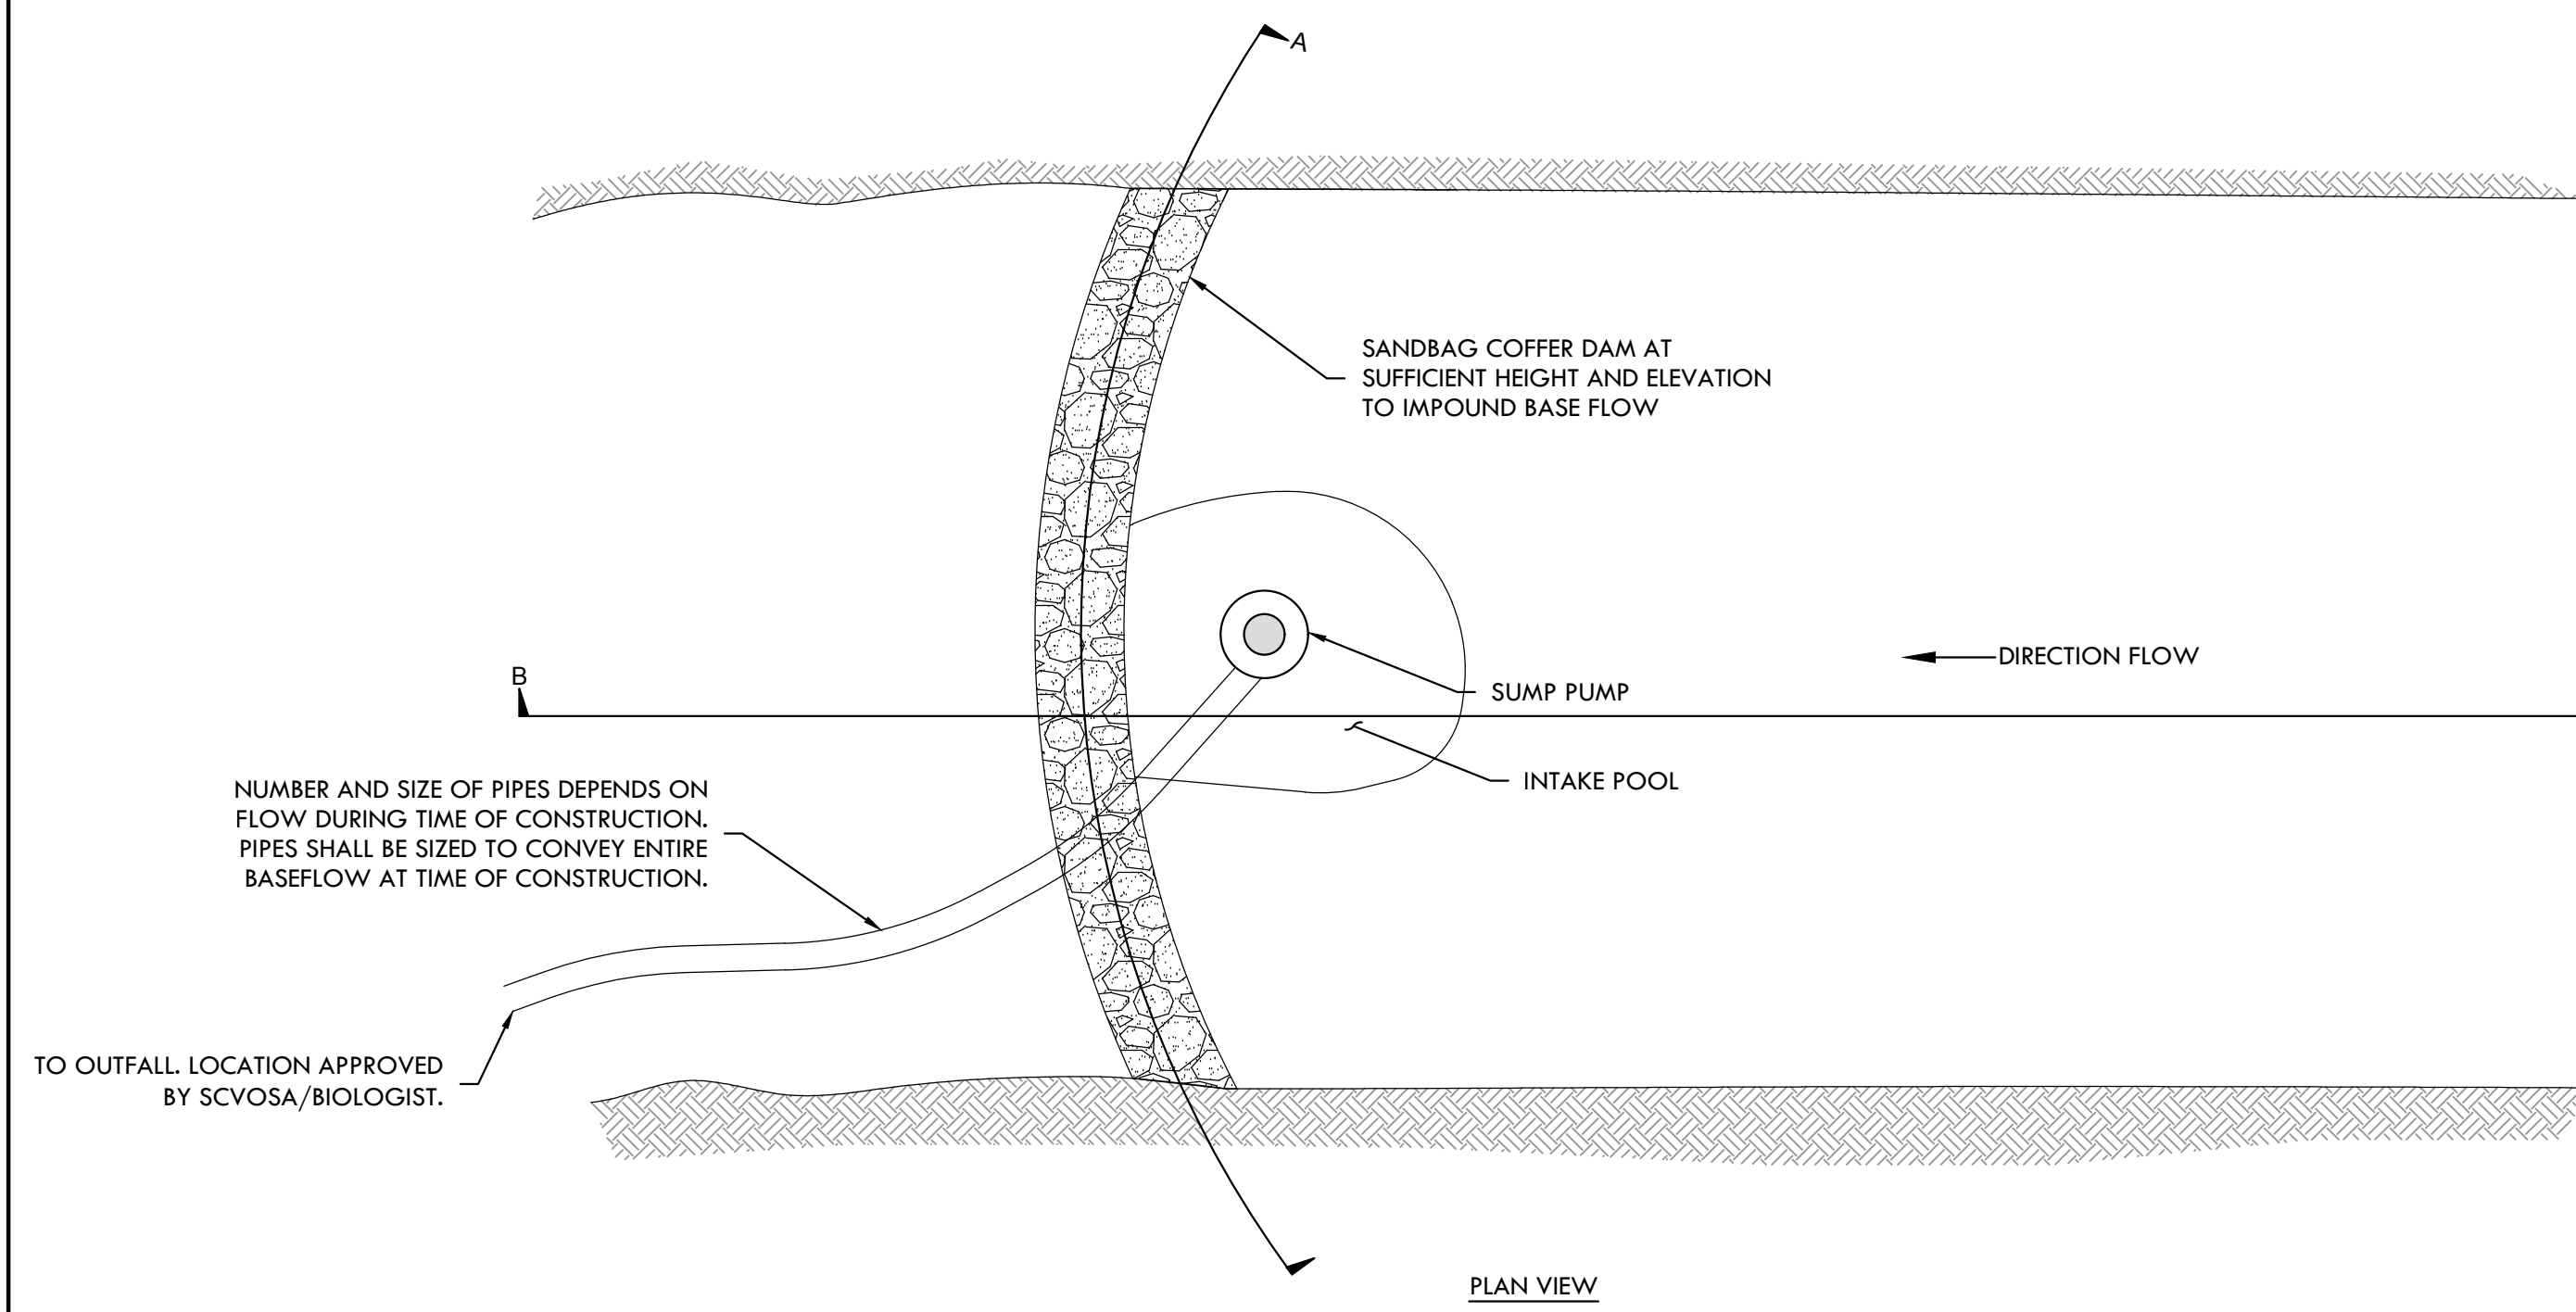 A
SANDBAG COFFER DAM AT
SUFFICIENT HEIGHT AND ELEVATION
TO IMPOUND BASE FLOW
DIRECTION FLOW
B
SUMP PUMP
INTAKE POOL
NUMBER AND SIZE OF PIPES DEPENDS ON
FLOW DURING TIME OF CONSTRUCTION.
PIPES SHALL BE SIZED TO CONVEY ENTIRE
BASEFLOW AT TIME OF CONSTRUCTION.
TO OUTFALL. LOCATION APPROVED
BY SCVOSA/BIOLOGIST.
PLAN VIEW